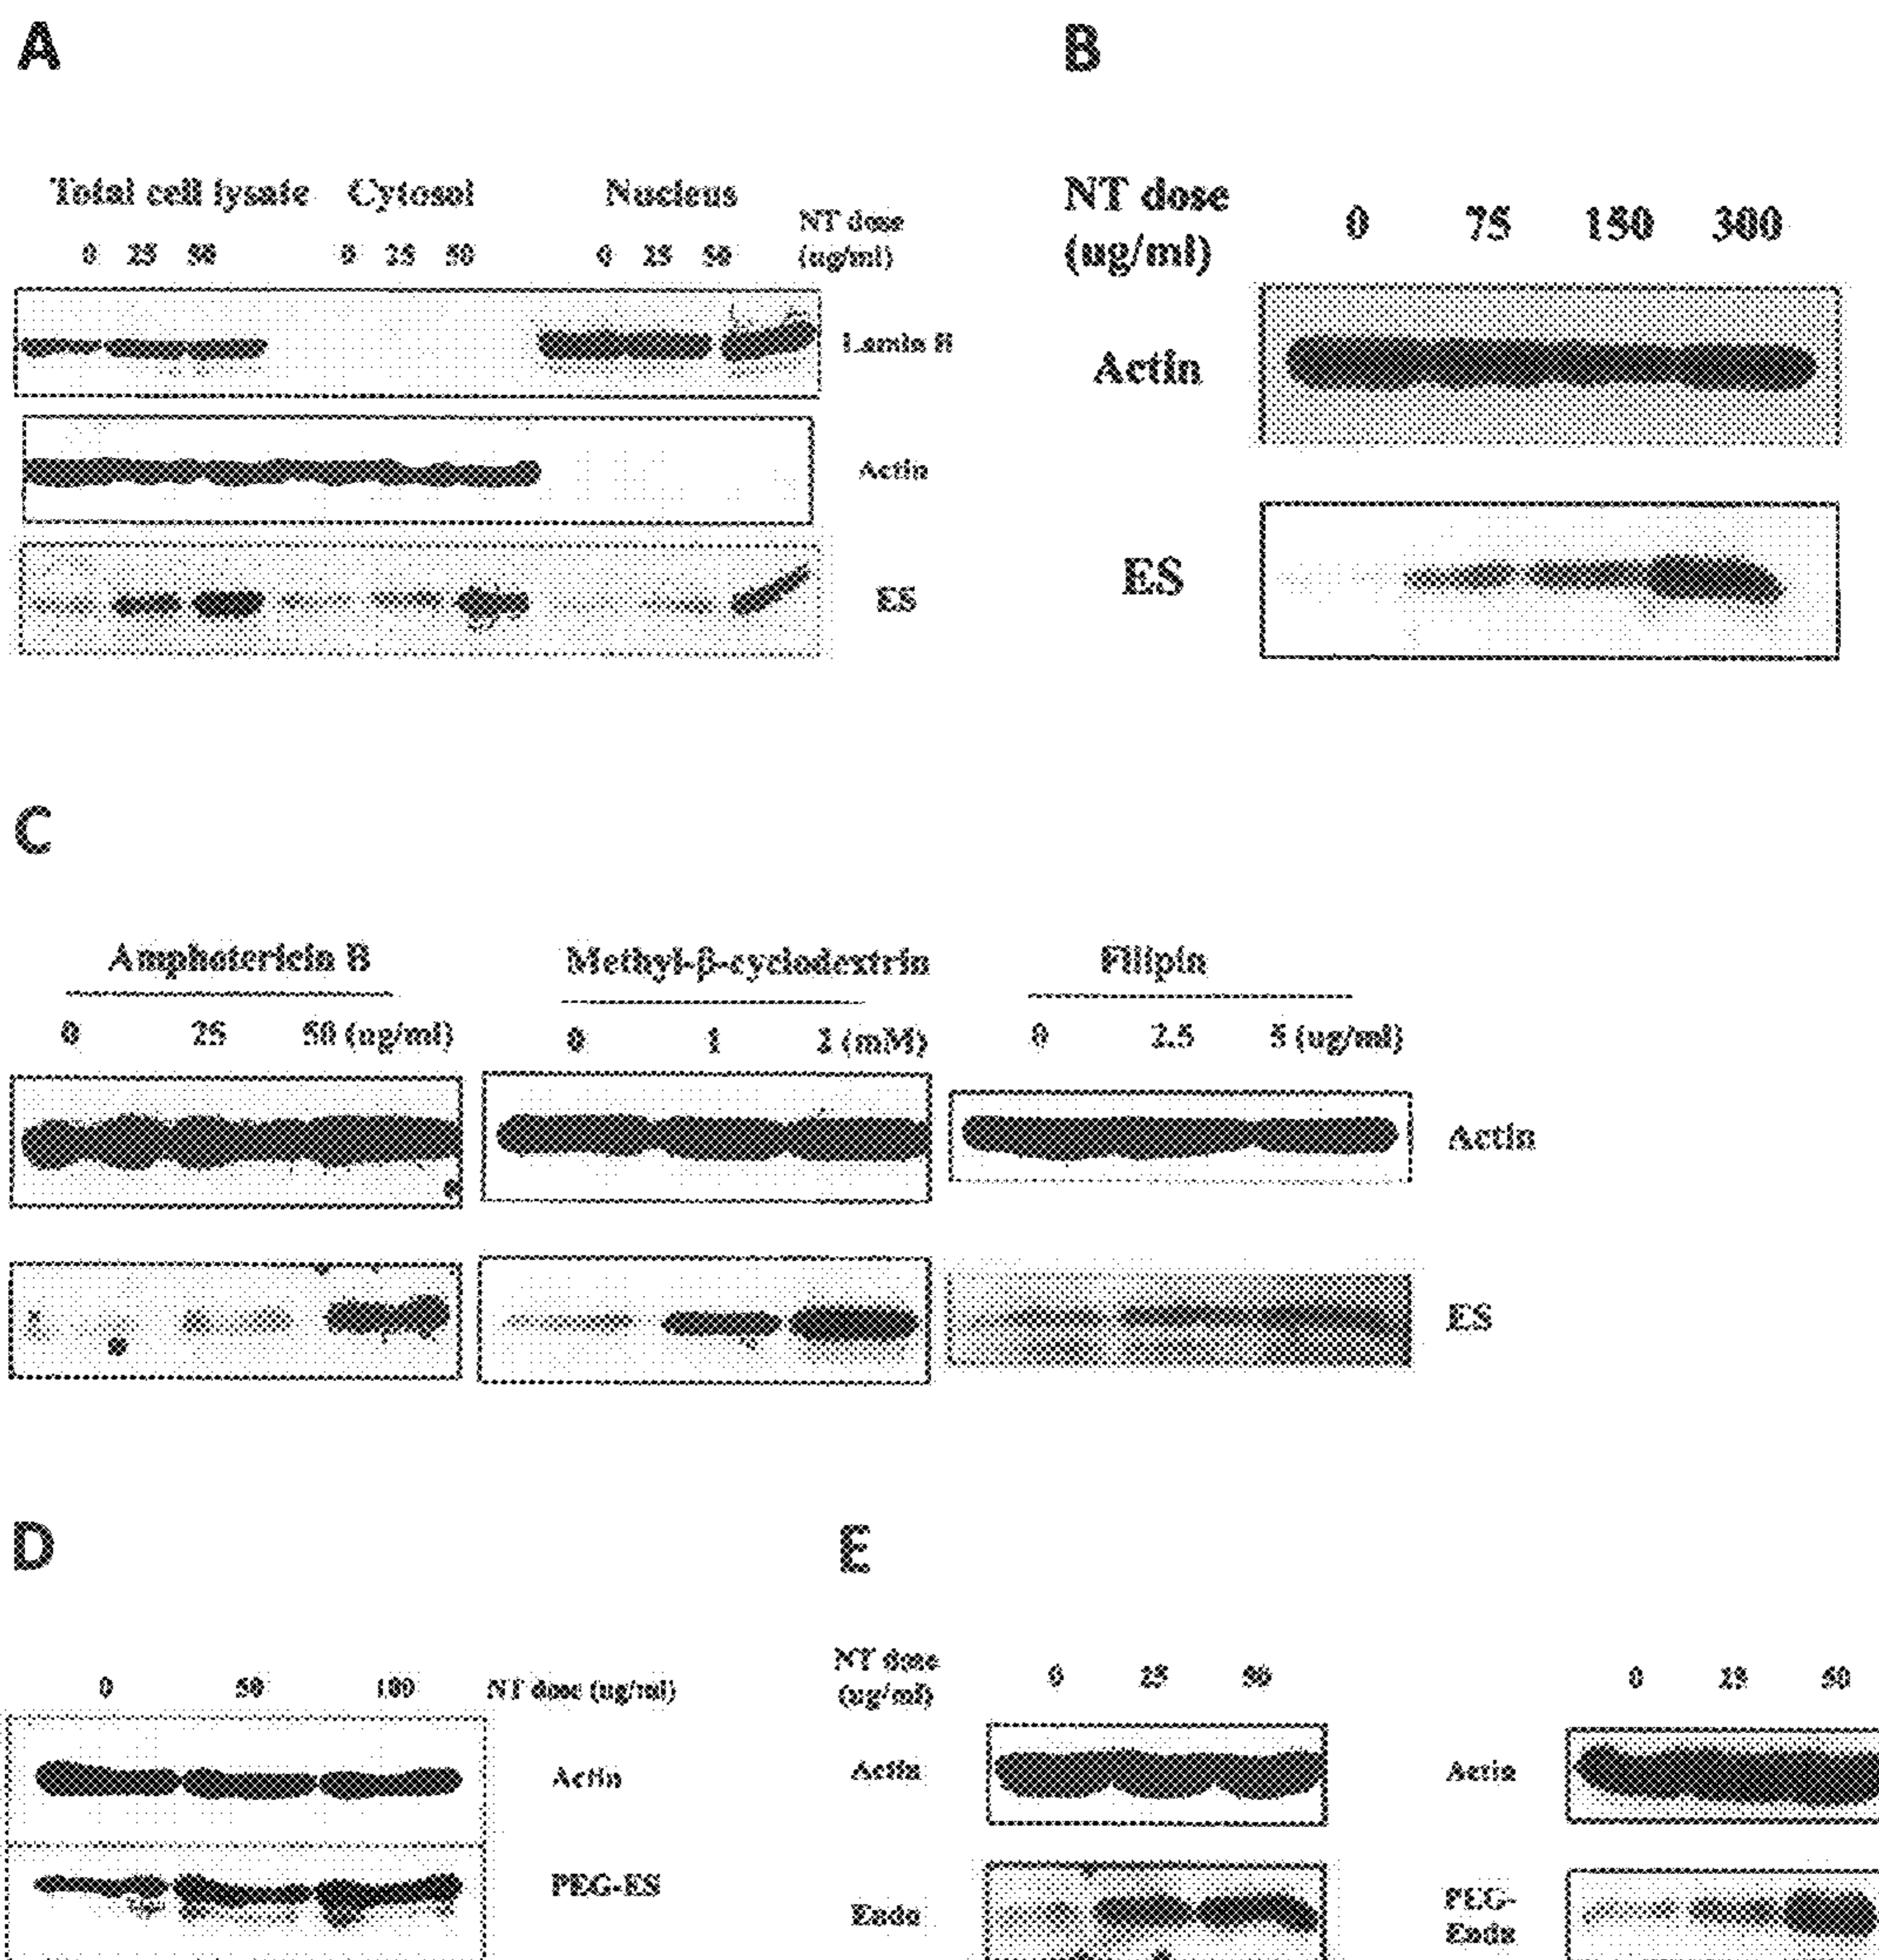 A
Total cell lysate Cytosol Nucleus
NT dose
(ug/ml)
0 25 50 0 25 50 0 25 50
Lamin B
Actin
ES
B
NT dose
(ug/ml)
0 75 150 300
Actin
ES
C
Amphotericin B Methyl-β-cyclodextrin Filipin
0 25 50 (ug/ml) 0 1 2 (mM) 0 2.5 5 (ug/ml)
Actin
ES
D
0 50 100 NT dose (ug/ml)
Actin
PEG-ES
E
NT dose
(ug/ml)
0 25 50
Actin
Endu
0 25 50
Actin
PEG-
Endu